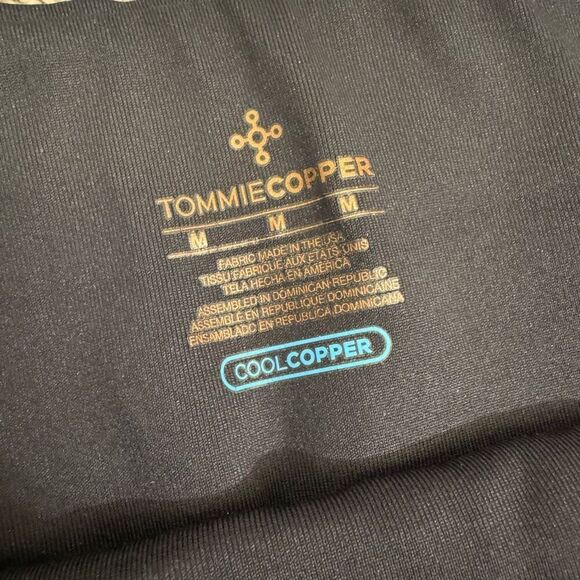 TOMMIECOPPER
M M M
FABRIC MADE IN THE USA
TISSU FABRIQUE AUX ETATS-UNIS
TELA HECHA EN AMERICA
ASSEMBLED IN DOMINICAN REPUBLIC
ASSEMBLE EN REPUBLIQUE DOMINICAINE
ENSAMBLADO EN REPUBLICA DOMINICANA
COOLCOPPER